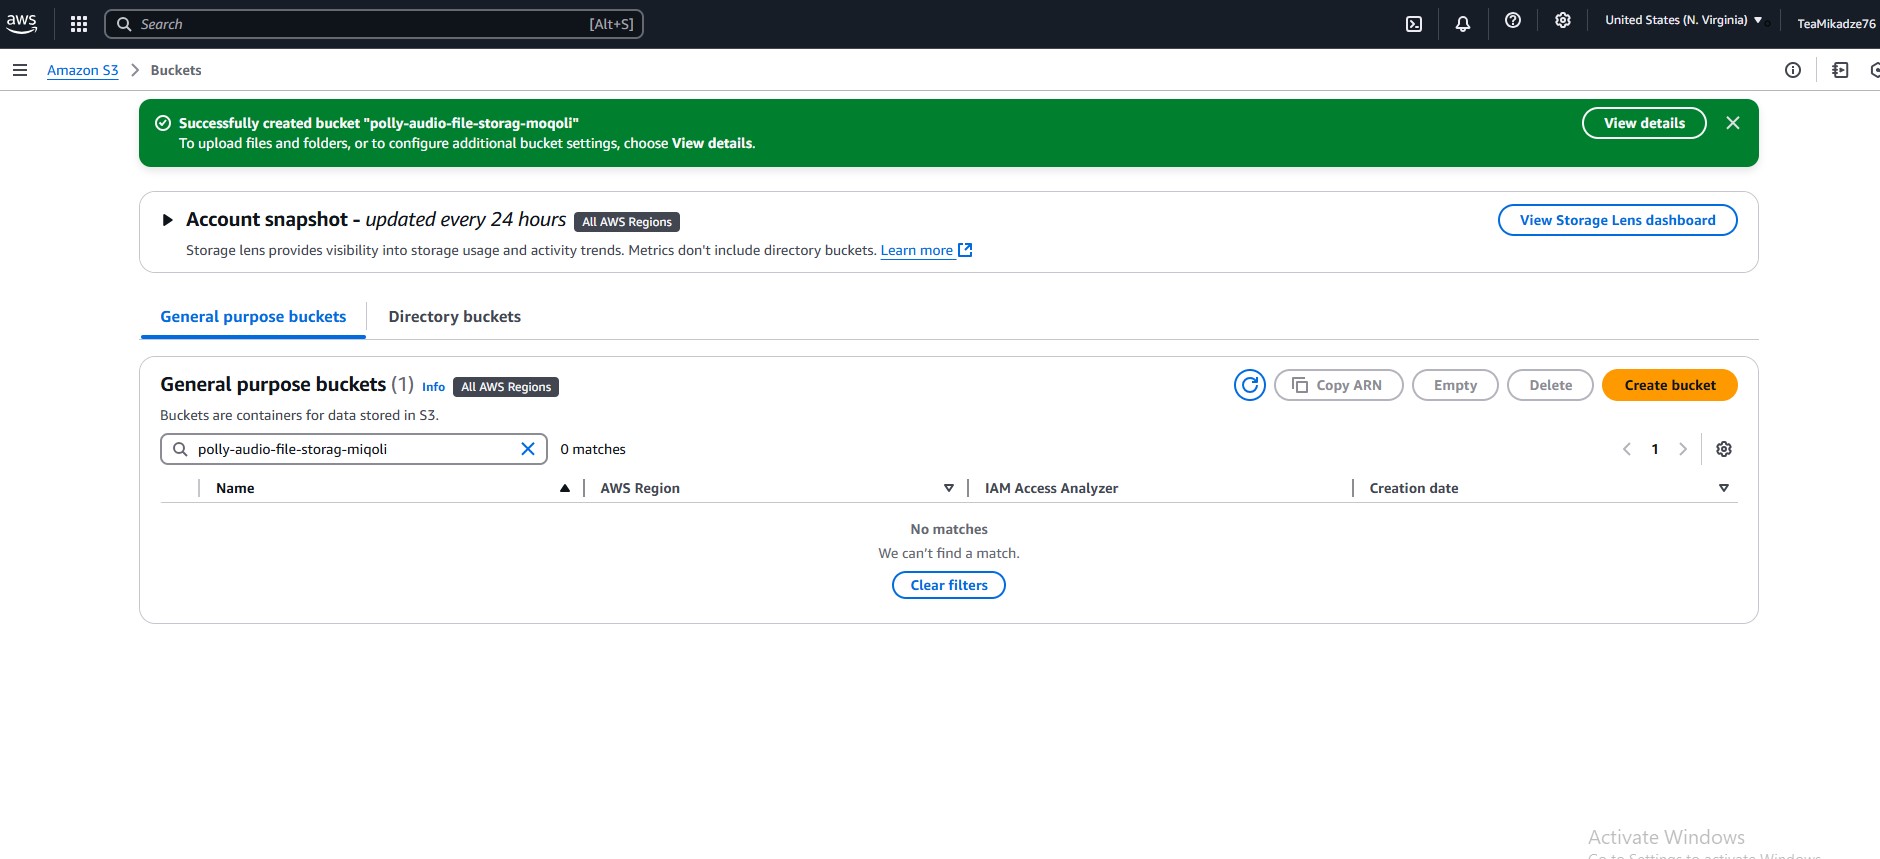 aws
Search
[Alt+S]
United States (N. Virginia)
TeaMikadze76
Amazon S3
Buckets
Successfully created bucket "polly-audio-file-storag-moqoli"
To upload files and folders, or to configure additional bucket settings, choose View details.
View details
Account snapshot - updated every 24 hours
All AWS Regions
View Storage Lens dashboard
Storage lens provides visibility into storage usage and activity trends. Metrics don't include directory buckets. Learn more
General purpose buckets
Directory buckets
General purpose buckets (1)
Info
All AWS Regions
Copy ARN
Empty
Delete
Create bucket
Buckets are containers for data stored in S3.
polly-audio-file-storag-miqoli
0 matches
1
Name
AWS Region
IAM Access Analyzer
Creation date
No matches
We can't find a match.
Clear filters
Activate Windows
Go to Settings to activate Windows.